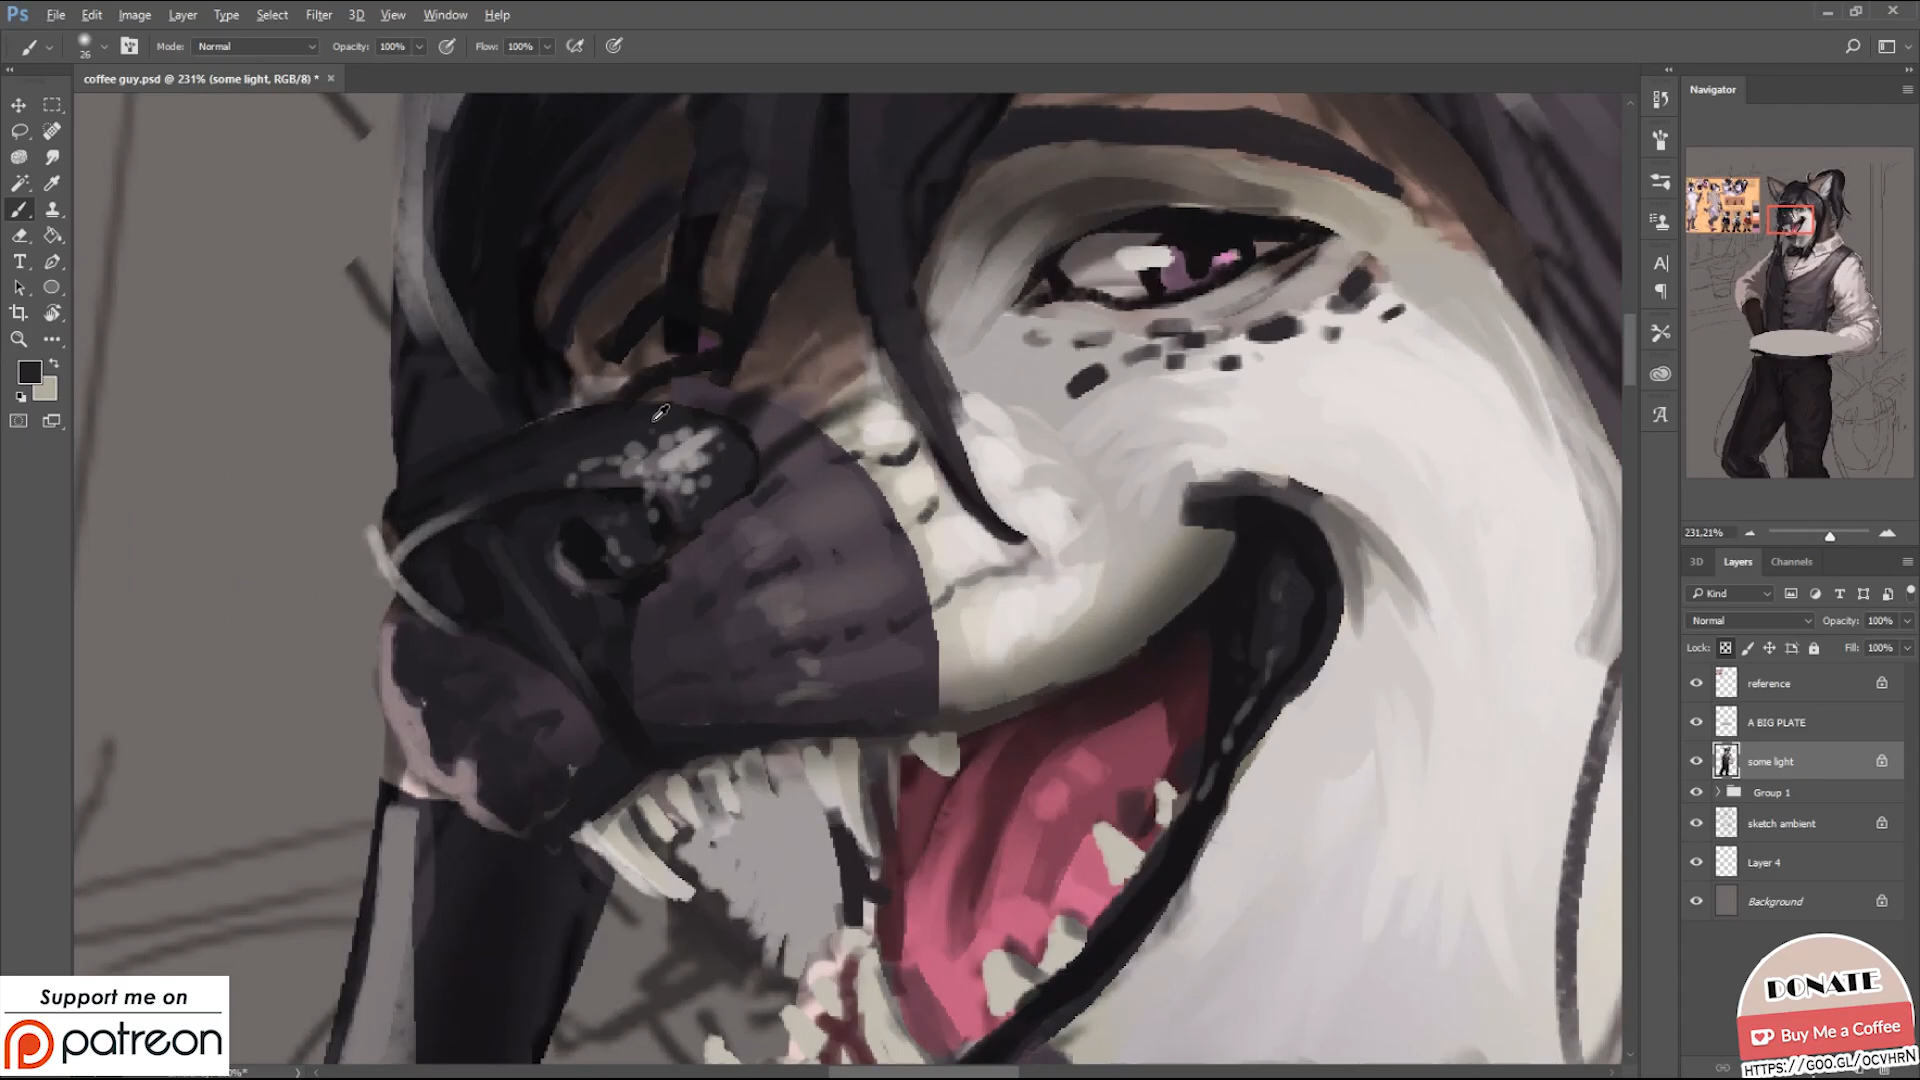 Ps File Edit Image Layer Type Select Filter 3D View Window Help
26 Mode: Normal Opacity: 100% Flow: 100%
coffee guy.psd @ 231% (some light, RGB/8) *
Navigator
231,21%
3D Layers Channels
Kind
Normal Opacity: 100%
Lock: Fill: 100%
reference
A BIG PLATE
some light
Group 1
sketch ambient
Layer 4
Background
Support me on
patreon
DONATE
Buy Me a Coffee
HTTPS://GOO.GL/OCVHRN